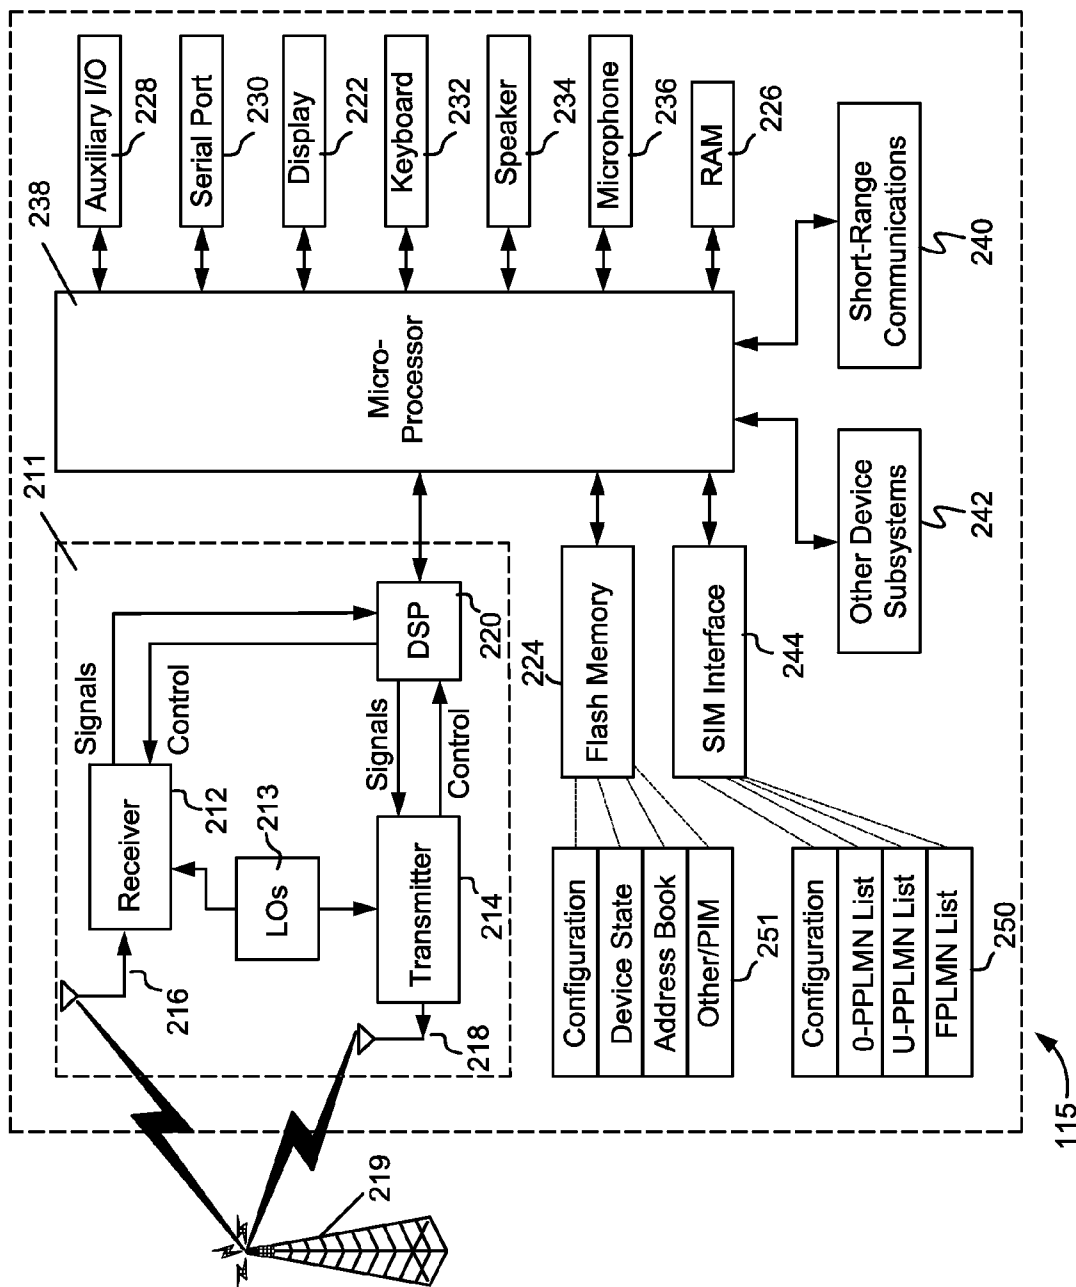 115
211
238
Signals
Control
Receiver
212
216
LOs
213
Signals
Control
Transmitter
214
218
219
DSP
220
Micro-
Processor
Auxiliary I/O
228
Serial Port
230
Display
222
Keyboard
232
Speaker
234
Microphone
236
RAM
226
224
Flash Memory
Configuration
Device State
Address Book
Other/PIM
251
SIM Interface
244
Configuration
0-PPLMN List
U-PPLMN List
FPLMN List
250
Other Device
Subsystems
242
Short-Range
Communications
240